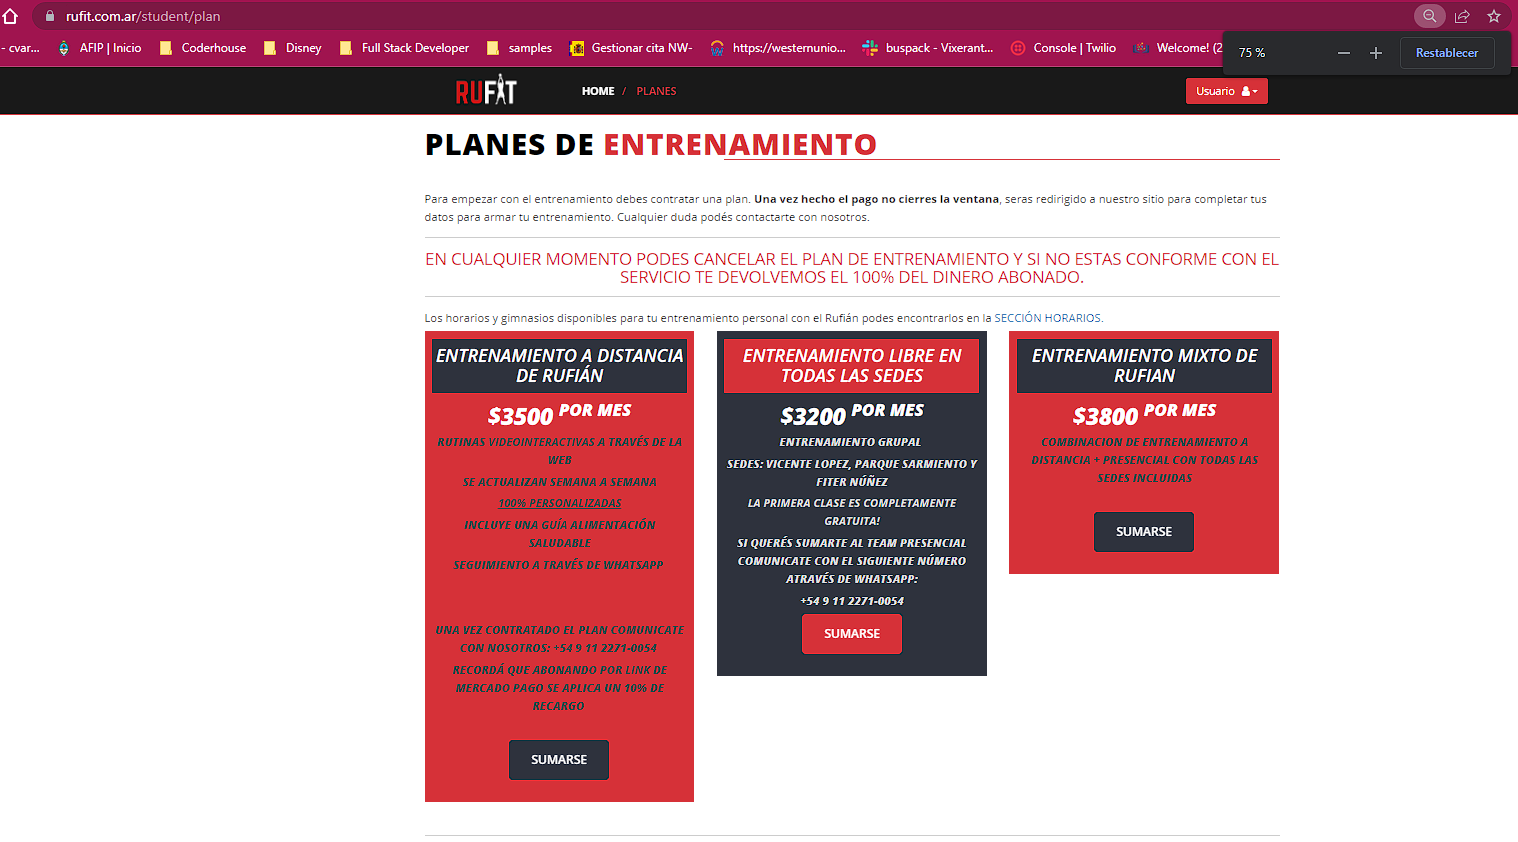 rufit.com.ar/student/plan
- cvar...
AFIP | Inicio
Coderhouse
Disney
Full Stack Developer
samples
Gestionar cita NW-
https://westernunio...
buspack - Vixerant...
Console | Twilio
Welcome! (2
75 %
Restablecer
RUFIT
HOME / PLANES
Usuario
PLANES DE ENTRENAMIENTO
Para empezar con el entrenamiento debes contratar una plan. Una vez hecho el pago no cierres la ventana, seras redirigido a nuestro sitio para completar tus
datos para armar tu entrenamiento. Cualquier duda podés contactarte con nosotros.
EN CUALQUIER MOMENTO PODES CANCELAR EL PLAN DE ENTRENAMIENTO Y SI NO ESTAS CONFORME CON EL
SERVICIO TE DEVOLVEMOS EL 100% DEL DINERO ABONADO.
Los horarios y gimnasios disponibles para tu entrenamiento personal con el Rufián podes encontrarlos en la SECCIÓN HORARIOS.
ENTRENAMIENTO A DISTANCIA
DE RUFIÁN
$3500 POR MES
RUTINAS VIDEOINTERACTIVAS A TRAVÉS DE LA
WEB
SE ACTUALIZAN SEMANA A SEMANA
100% PERSONALIZADAS
INCLUYE UNA GUÍA ALIMENTACIÓN
SALUDABLE
SEGUIMIENTO A TRAVÉS DE WHATSAPP
UNA VEZ CONTRATADO EL PLAN COMUNICATE
CON NOSOTROS: +54 9 11 2271-0054
RECORDÁ QUE ABONANDO POR LINK DE
MERCADO PAGO SE APLICA UN 10% DE
RECARGO
SUMARSE
ENTRENAMIENTO LIBRE EN
TODAS LAS SEDES
$3200 POR MES
ENTRENAMIENTO GRUPAL
SEDES: VICENTE LOPEZ, PARQUE SARMIENTO Y
FITER NÚÑEZ
LA PRIMERA CLASE ES COMPLETAMENTE
GRATUITA!
SI QUERÉS SUMARTE AL TEAM PRESENCIAL
COMUNICATE CON EL SIGUIENTE NÚMERO
ATRAVÉS DE WHATSAPP:
+54 9 11 2271-0054
SUMARSE
ENTRENAMIENTO MIXTO DE
RUFIAN
$3800 POR MES
COMBINACION DE ENTRENAMIENTO A
DISTANCIA + PRESENCIAL CON TODAS LAS
SEDES INCLUIDAS
SUMARSE